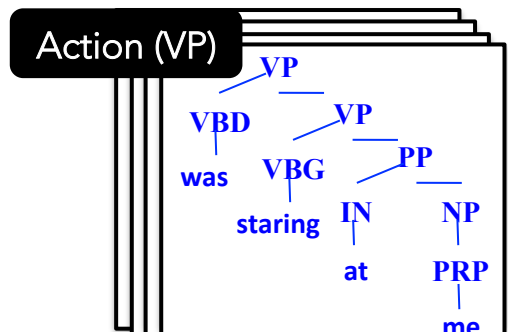 Action (VP)
VP
VBD VP
was VBG PP
staring IN NP
at PRP
me